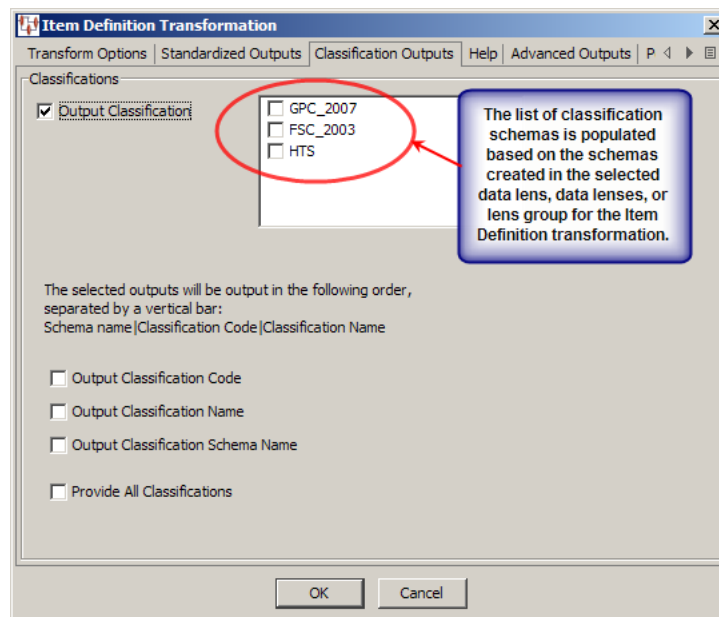 Item Definition Transformation
Transform Options Standardized Outputs Classification Outputs Help Advanced Outputs P
Classifications
Output Classification
GPC_2007
FSC_2003
HTS
The list of classification
schemas is populated
based on the schemas
created in the selected
data lens, data lenses, or
lens group for the Item
Definition transformation.
The selected outputs will be output in the following order,
separated by a vertical bar:
Schema name|Classification Code|Classification Name
Output Classification Code
Output Classification Name
Output Classification Schema Name
Provide All Classifications
OK Cancel